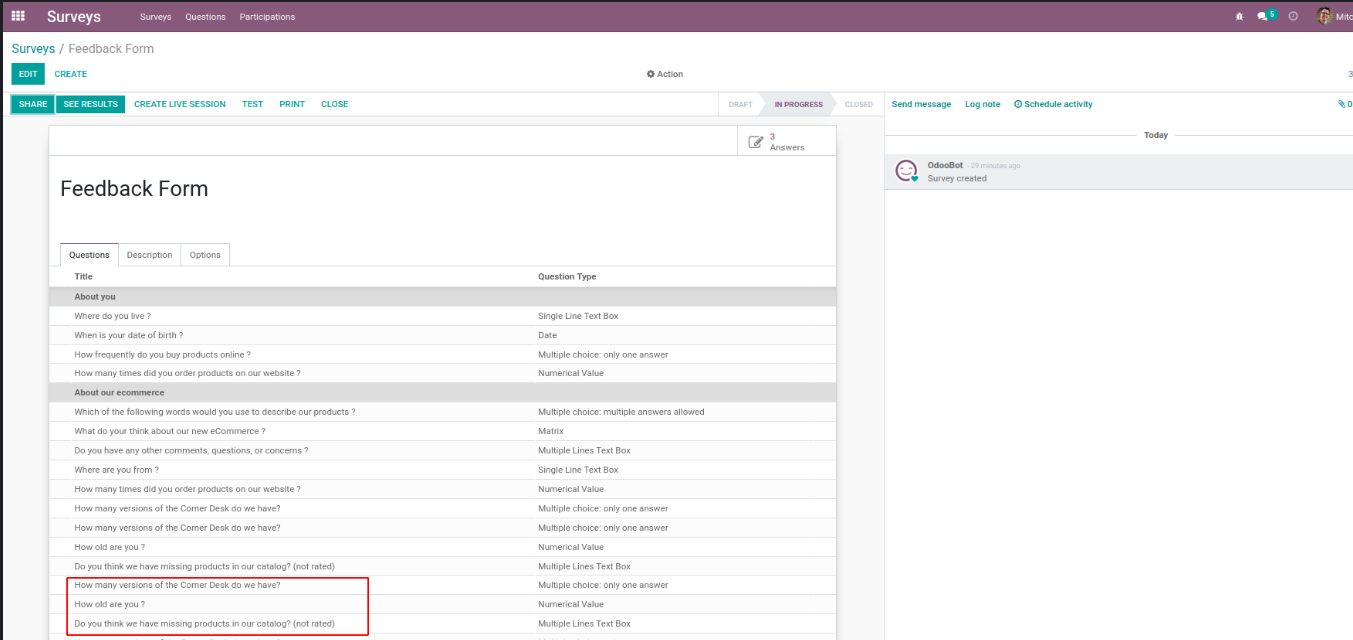 Surveys Surveys Questions Participations 5 Mitc
Surveys / Feedback Form
EDIT CREATE Action 3
SHARE SEE RESULTS CREATE LIVE SESSION TEST PRINT CLOSE DRAFT IN PROGRESS CLOSED Send message Log note Schedule activity 0
3
Answers
Today
OdooBot - 29 minutes ago
Survey created
Feedback Form
Questions Description Options
Title Question Type
About you
Where do you live ? Single Line Text Box
When is your date of birth ? Date
How frequently do you buy products online ? Multiple choice: only one answer
How many times did you order products on our website ? Numerical Value
About our ecommerce
Which of the following words would you use to describe our products ? Multiple choice: multiple answers allowed
What do your think about our new eCommerce ? Matrix
Do you have any other comments, questions, or concerns ? Multiple Lines Text Box
Where are you from ? Single Line Text Box
How many times did you order products on our website ? Numerical Value
How many versions of the Corner Desk do we have? Multiple choice: only one answer
How many versions of the Corner Desk do we have? Multiple choice: only one answer
How old are you ? Numerical Value
Do you think we have missing products in our catalog? (not rated) Multiple Lines Text Box
How many versions of the Corner Desk do we have? Multiple choice: only one answer
How old are you ? Numerical Value
Do you think we have missing products in our catalog? (not rated) Multiple Lines Text Box